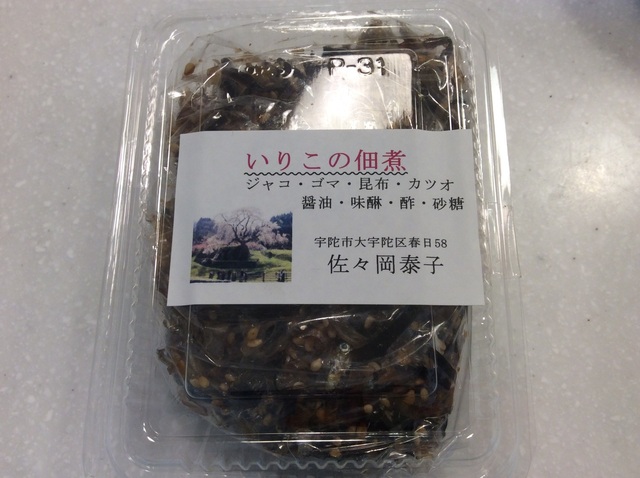 P-31
いりこの佃煮
ジャコ・ゴマ・昆布・カツオ
醤油・味醂・酢・砂糖
宇陀市大宇陀区春日58
佐々岡泰子